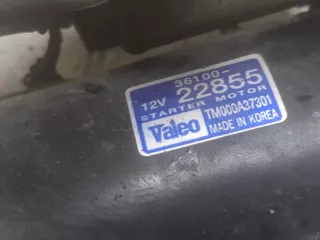 36100-
12V 22855
STARTER MOTOR
Valeo TM000A37301
MADE IN KOREA